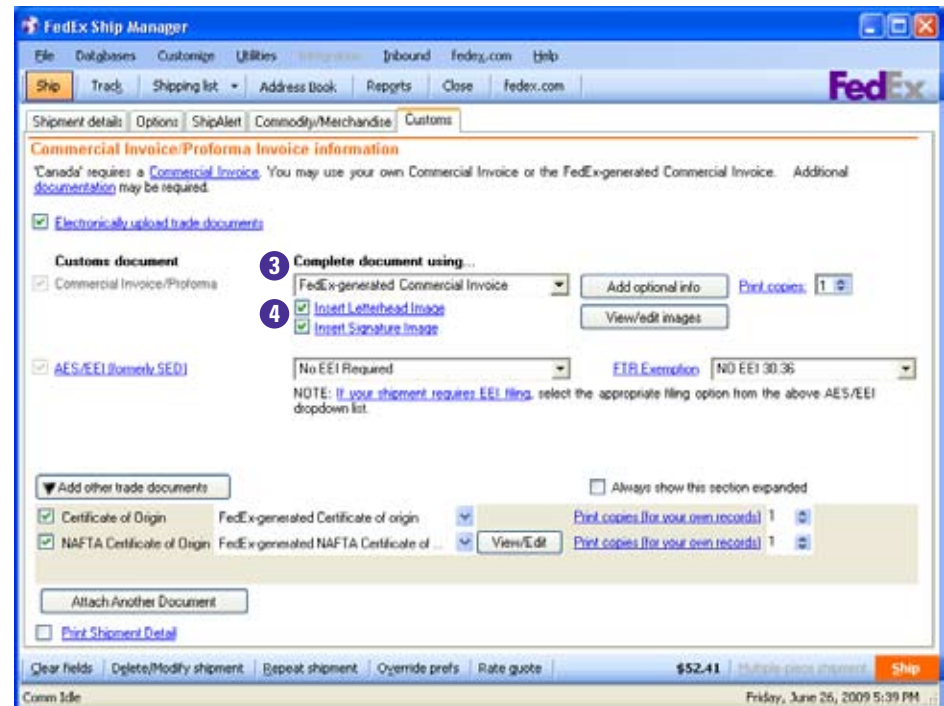 FedEx Ship Manager
File Databases Customize Utilities Integration Inbound fedex.com Help
Ship Track Shipping list Address Book Reports Close fedex.com FedEx
Shipment details Options ShipAlert Commodity/Merchandise Customs
Commercial Invoice/Proforma Invoice information
'Canada' requires a Commercial Invoice. You may use your own Commercial Invoice or the FedEx-generated Commercial Invoice. Additional
documentation may be required.
Electronically upload trade documents
Customs document 3 Complete document using...
Commercial Invoice/Proforma FedEx-generated Commercial Invoice Add optional info Print copies: 1
4 Insert Letterhead Image View/edit images
Insert Signature Image
AES/EEI (formerly SED) No EEI Required FTR Exemption NO EEI 30.36
NOTE: If your shipment requires EEI filing, select the appropriate filing option from the above AES/EEI
dropdown list.
Add other trade documents Always show this section expanded
Certificate of Origin FedEx-generated Certificate of origin Print copies (for your own records) 1
NAFTA Certificate of Origin FedEx-generated NAFTA Certificate of ... View/Edit Print copies (for your own records) 1
Attach Another Document
Print Shipment Detail
Clear fields Delete/Modify shipment Repeat shipment Override prefs Rate quote $52.41 Multiple-piece shipment Ship
Comm Idle Friday, June 26, 2009 5:39 PM